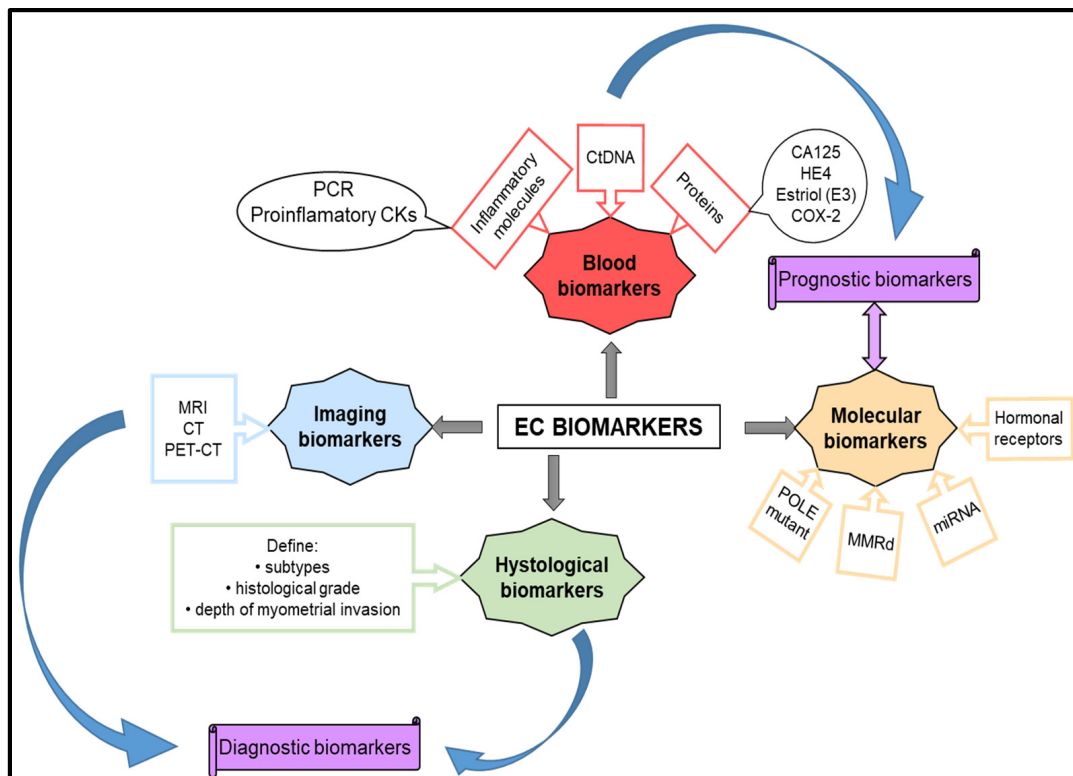 CtDNA
Inflammatory
molecules
Proteins
CA125
HE4
Estriol (E3)
COX-2
PCR
Proinflamatory CKs
Blood
biomarkers
Prognostic biomarkers
MRI
CT
PET-CT
Imaging
biomarkers
EC BIOMARKERS
Molecular
biomarkers
Hormonal
receptors
POLE
mutant
MMRd
miRNA
Define:
• subtypes
• histological grade
• depth of myometrial invasion
Hystological
biomarkers
Diagnostic biomarkers